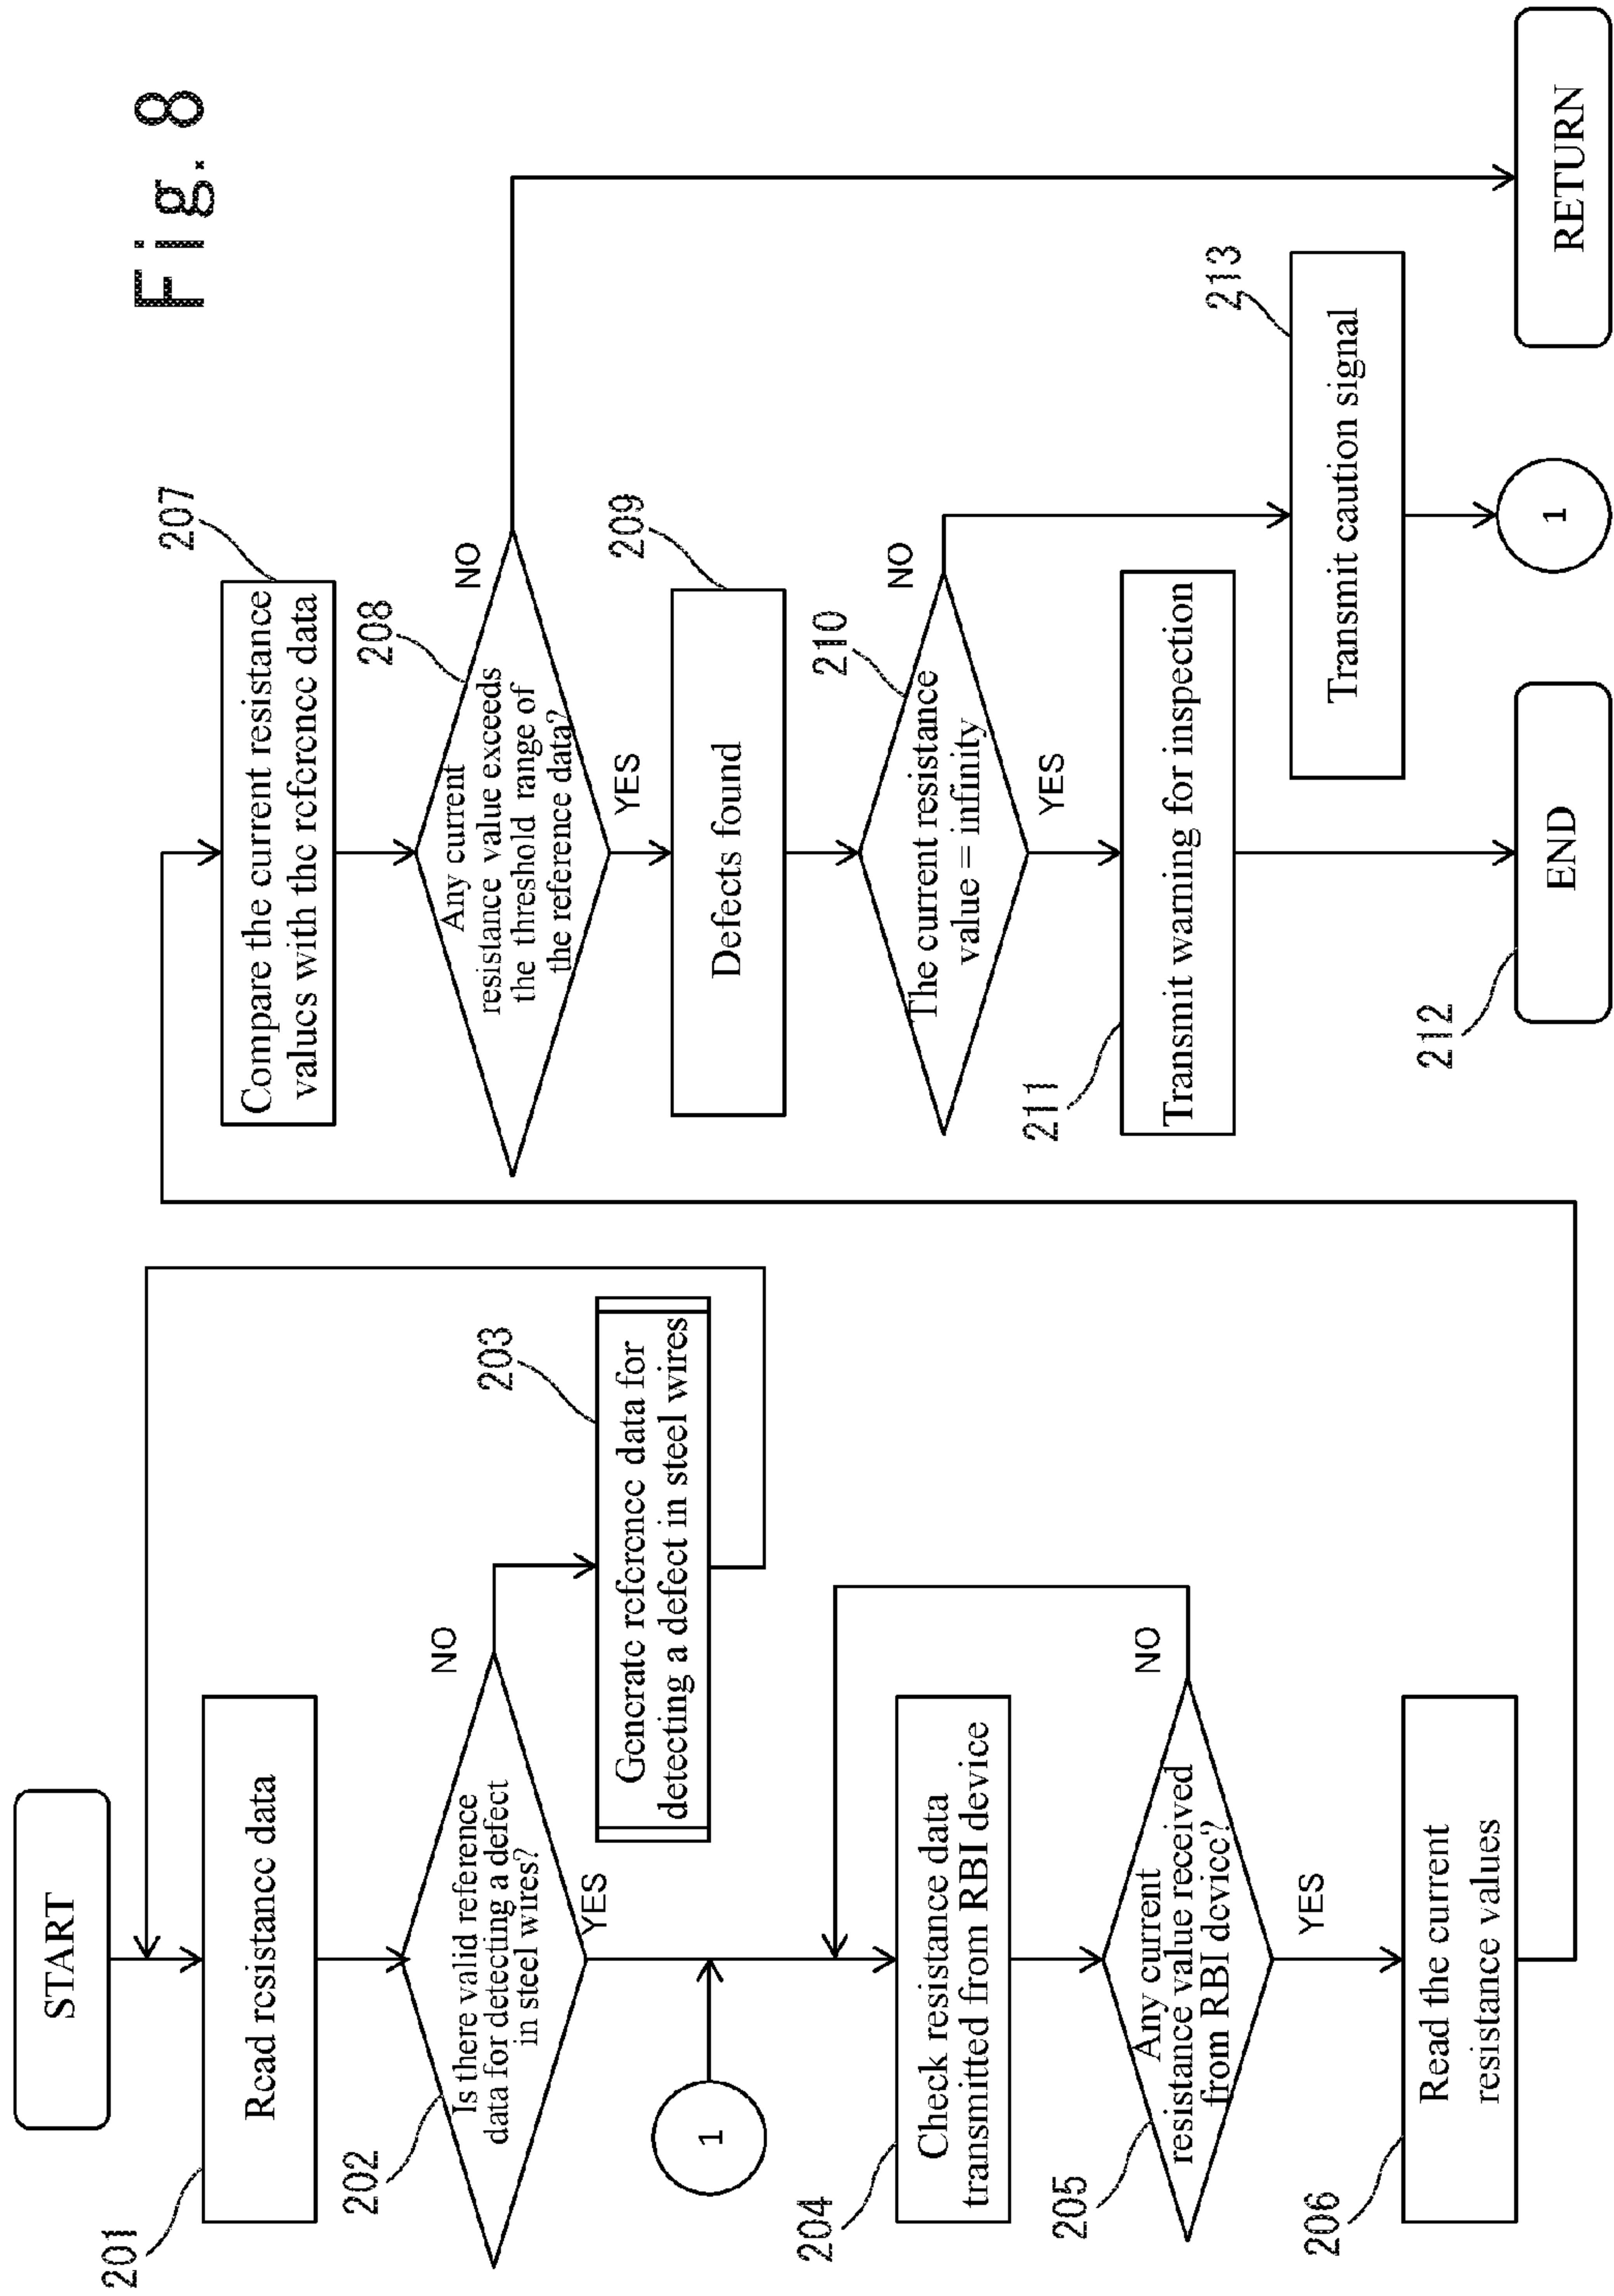 Fig. 8
START
201
Read resistance data
202
Is there valid reference
data for detecting a defect
in steel wires?
NO
YES
203
Generate reference data for
detecting a defect in steel wires
1
204
Check resistance data
transmitted from RBI device
205
Any current
resistance value received
from RBI device?
NO
YES
206
Read the current
resistance values
207
Compare the current resistance
values with the reference data
208
Any current
resistance value exceeds
the threshold range of
the reference data?
NO
YES
209
Defects found
210
The current resistance
value = infinity
NO
YES
211
Transmit warning for inspection
213
Transmit caution signal
212
END
1
RETURN